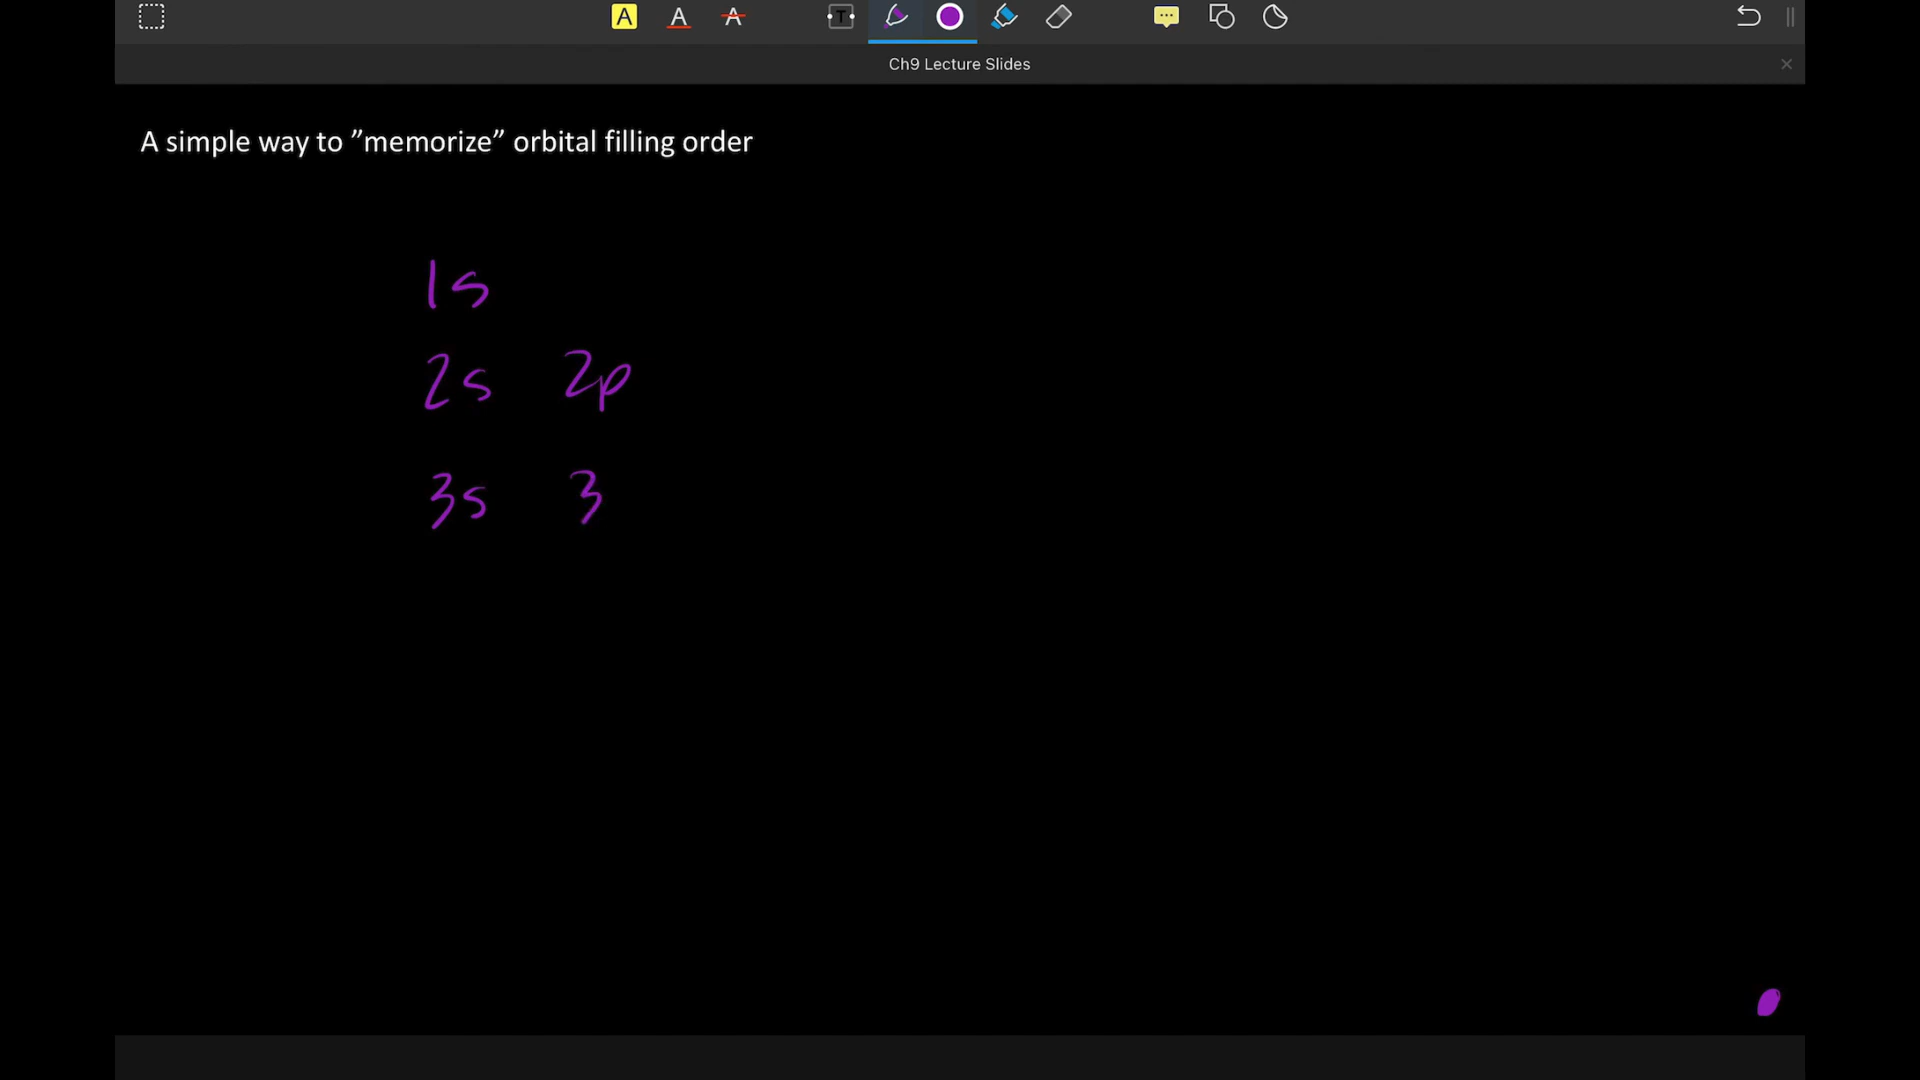 A A A T
Ch9 Lecture Slides
A simple way to ”memorize” orbital filling order
1s
2s 2p
3s 3